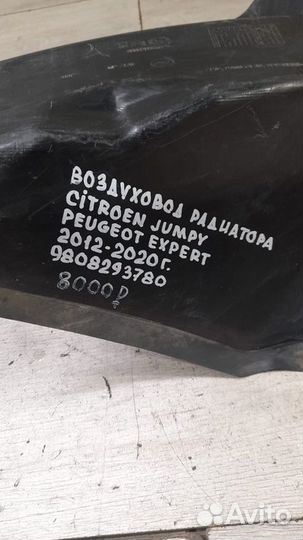 ВОЗДУХОВОД РАДИАТОРА
CITROEN JUMPY
PEUGEOT EXPERT
2012-2020Г.
9808293780
8000₽
Avito